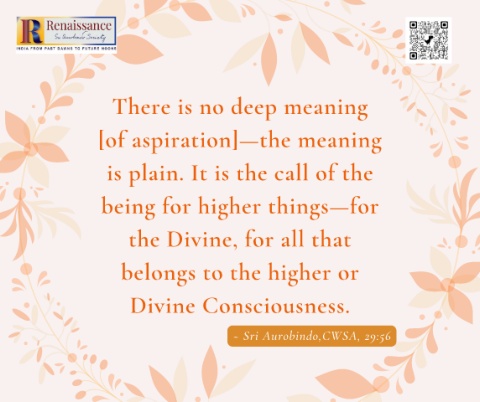 Renaissance
Sri Aurobindo Society
INDIA FROM PAST DAWNS TO FUTURE NOONS
There is no deep meaning
[of aspiration]—the meaning
is plain. It is the call of the
being for higher things—for
the Divine, for all that
belongs to the higher or
Divine Consciousness.
~ Sri Aurobindo,CWSA, 29:56